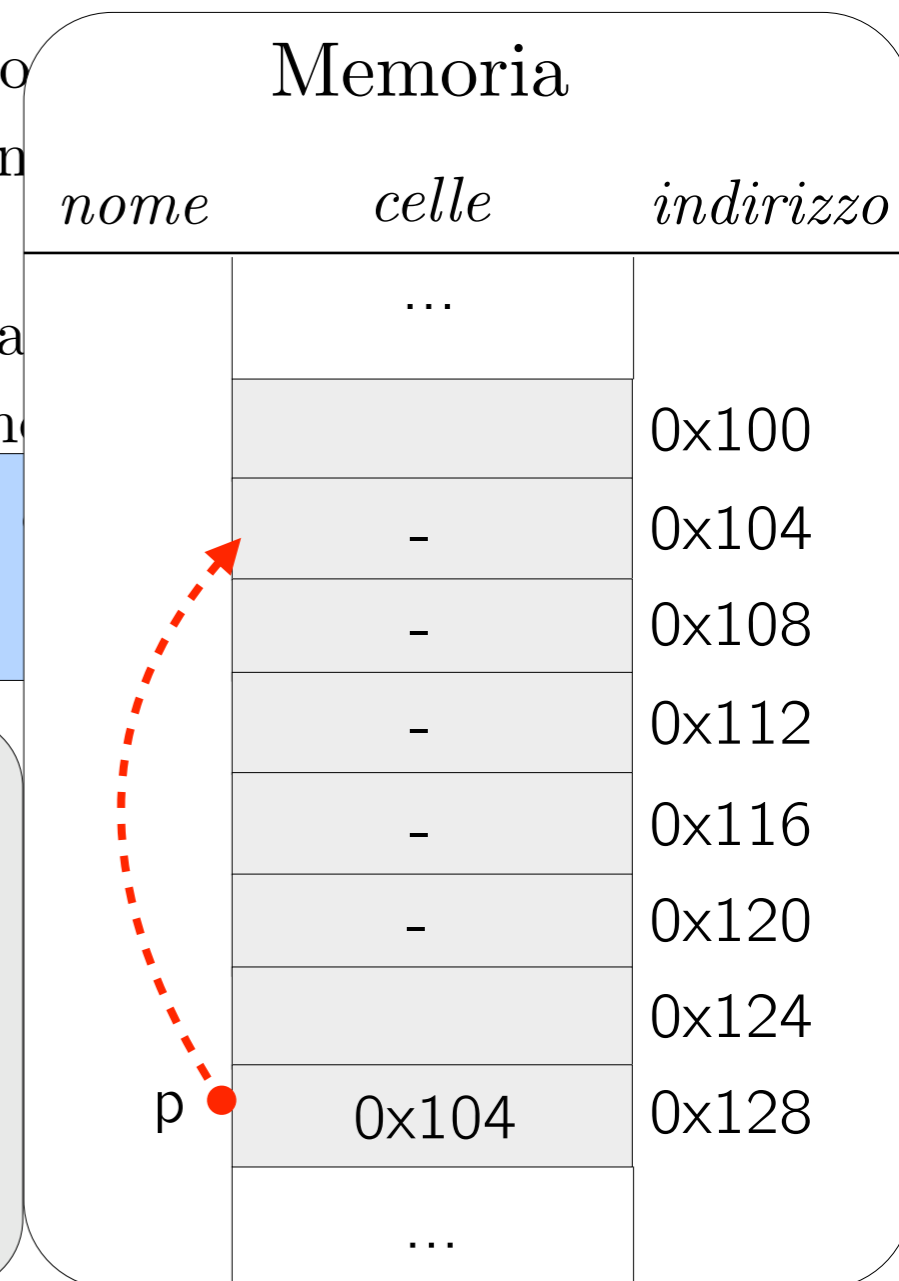 Memoria
nome celle indirizzo
...
0x100
- 0x104
- 0x108
- 0x112
- 0x116
- 0x120
0x124
p 0x104 0x128
...